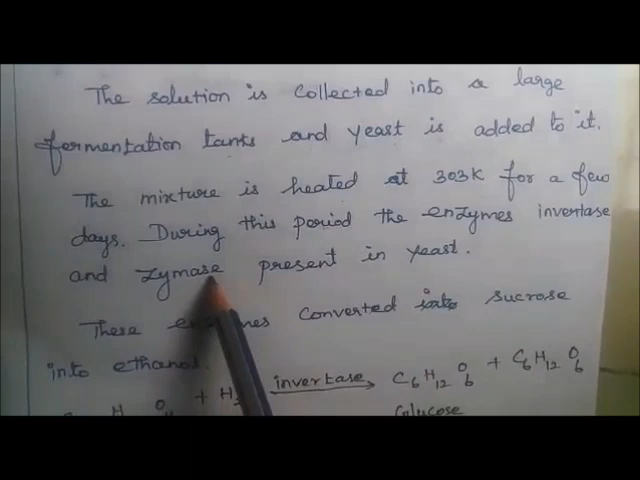 The solution is collected into a large
fermentation tanks and yeast is added to it.
The mixture is heated at 303K for a few
days. During this period the enzymes invertase
and zymase present in yeast.
These converted into sucrose
into ethanol.
+ H2 invertase C6H12O6 + C6H12O6
Glucose